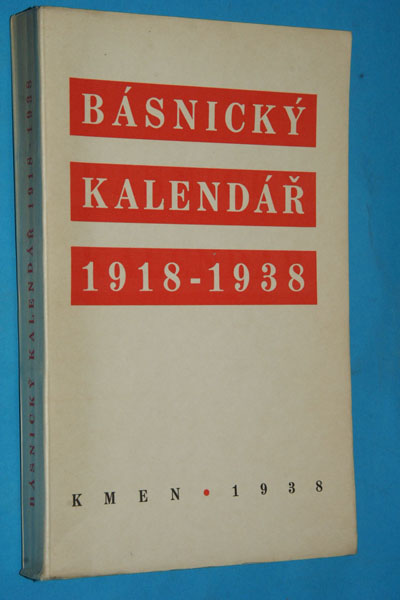 BÁSNICKÝ
KALENDÁŘ
1918-1938
KMEN • 1938
BÁSNICKÝ KALENDÁŘ 1918-1938